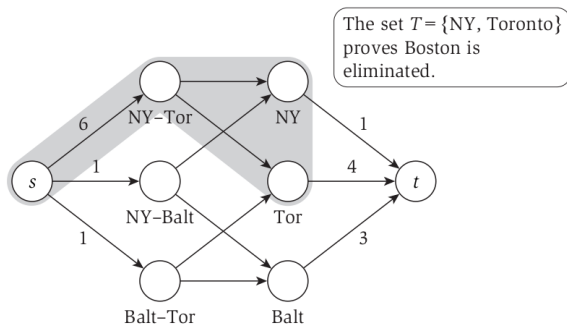 The set T = {NY, Toronto}
proves Boston is
eliminated.
NY–Tor
NY
6
1
s
1
4
t
NY–Balt
Tor
1
3
Balt–Tor
Balt